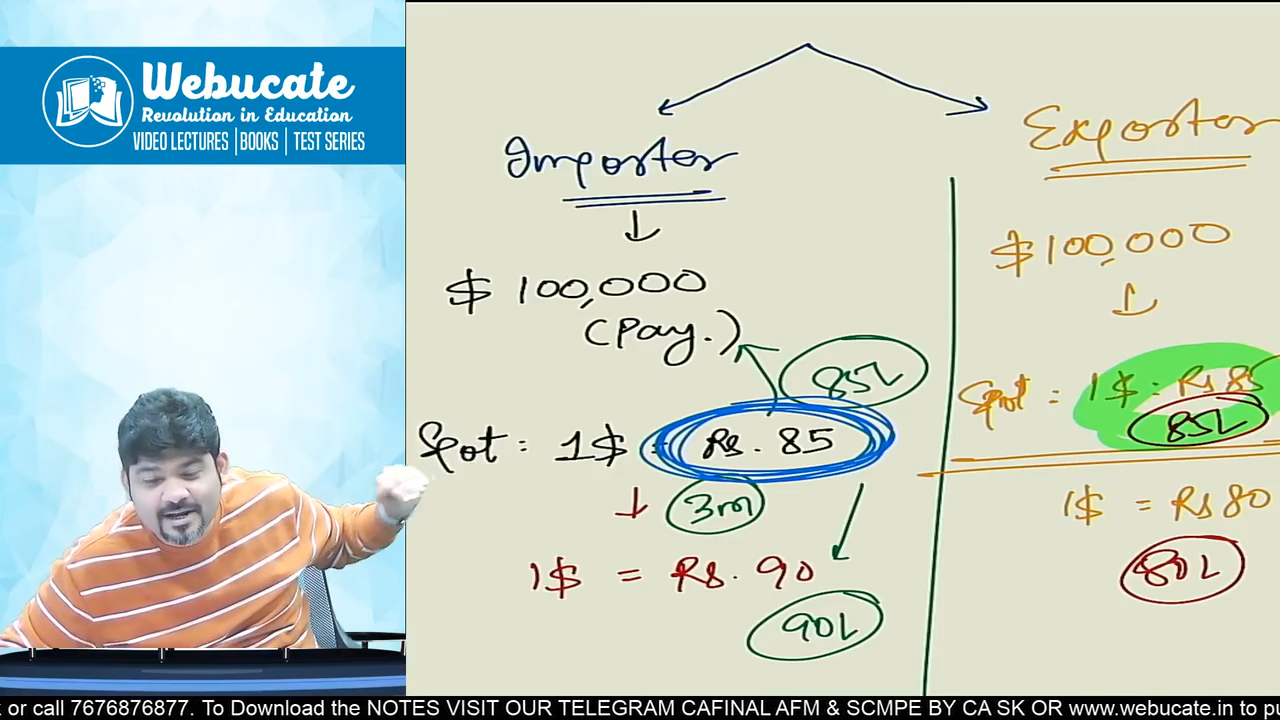 Webucate
Revolution in Education
VIDEO LECTURES | BOOKS | TEST SERIES
Importer
$ 100,000
(Pay.)
85L
Spot : 1$ = Rs. 85
3m
1$ = Rs. 90
90L
Exporter
$100,000
Spot : 1$ : Rs 85
85L
1$ = Rs 80
80L
k or call 7676876877. To Download the NOTES VISIT OUR TELEGRAM CAFINAL AFM & SCMPE BY CA SK OR www.webucate.in to pu